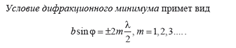 Условие дифракционного минимума примет вид
b sin φ = ±2m λ/2, m = 1,2,3.....